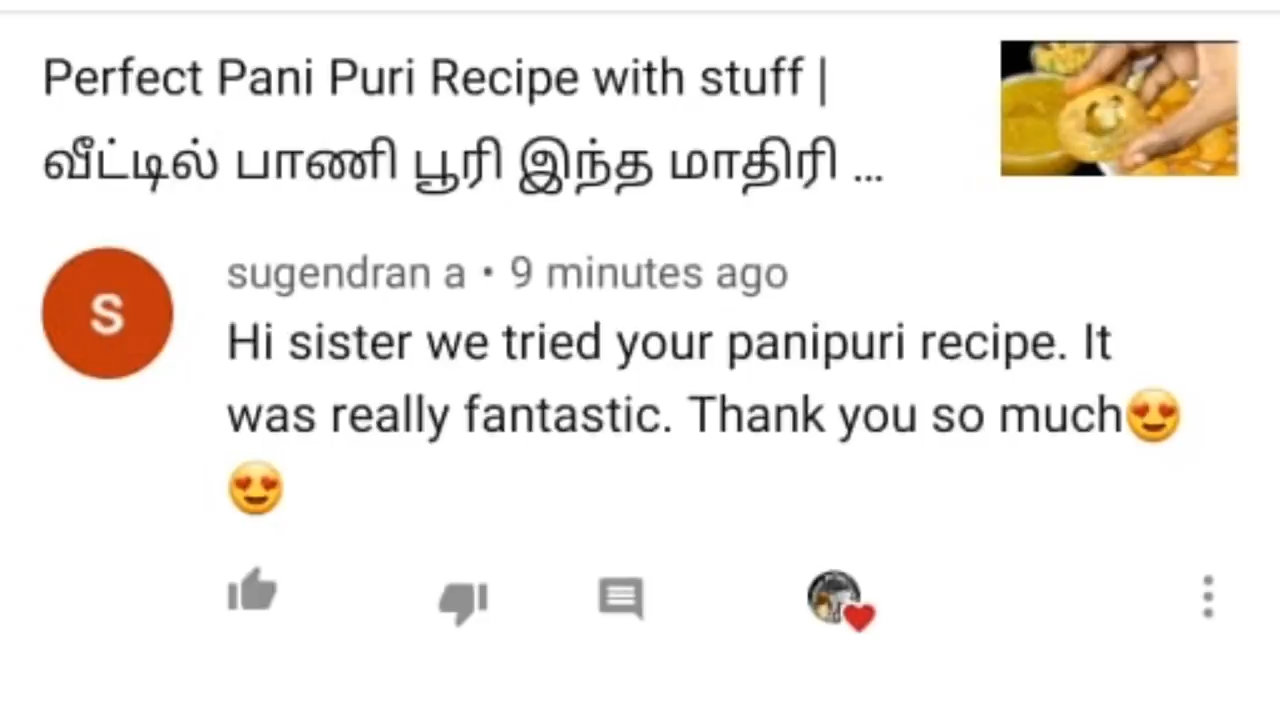 Perfect Pani Puri Recipe with stuff |
வீட்டில் பாணி பூரி இந்த மாதிரி ...
S
sugendran a • 9 minutes ago
Hi sister we tried your panipuri recipe. It
was really fantastic. Thank you so much😍
😍